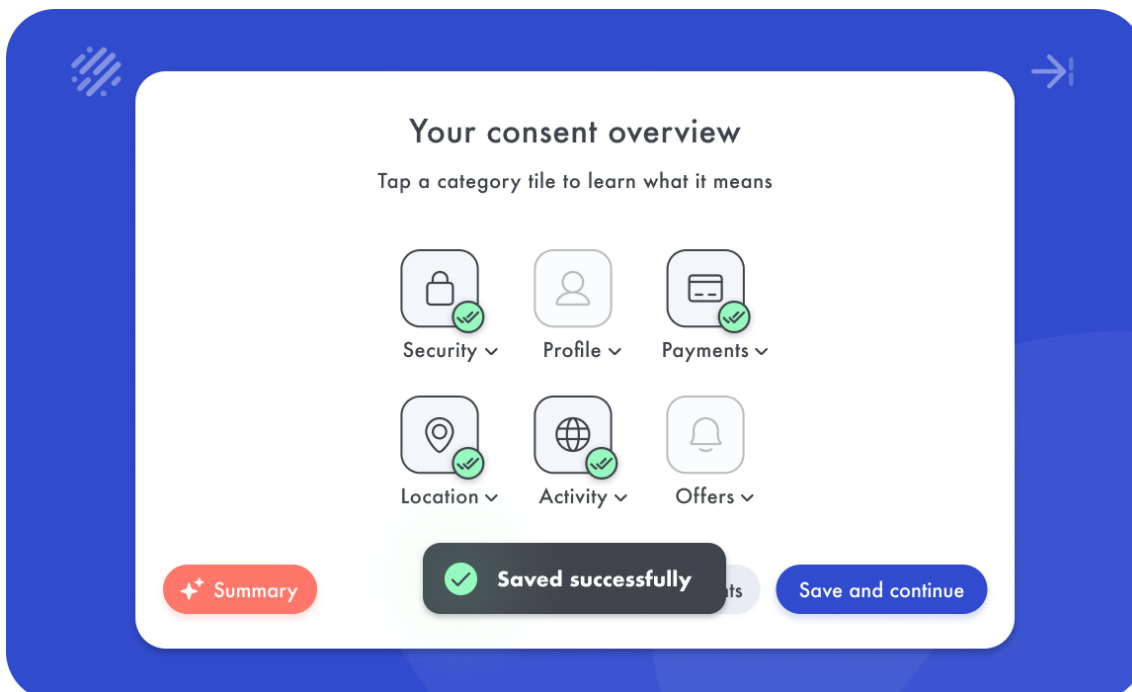 Your consent overview
Tap a category tile to learn what it means
Security
Profile
Payments
Location
Activity
Offers
Summary
Saved successfully
Save and continue